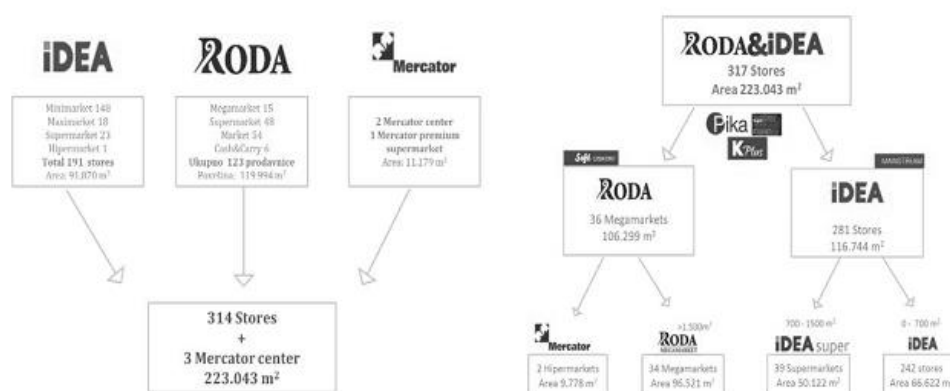 iDEA
Minimarket 148
Maximarket 18
Supermarket 23
Hipermarket 1
Total 191 stores
Area: 91.870 m²
RODA
Megamarket 15
Supermarket 48
Market 54
Cash&Carry 6
Ukupno 123 prodavnice
Površina: 119.994 m²
Mercator
2 Mercator center
1 Mercator premium
supermarket
Area: 11.179 m²
314 Stores
+
3 Mercator center
223.043 m²
RODA&iDEA
317 Stores
Area 223.043 m²
Pika
K Plus
Soft
RODA
36 Megamarkets
106.299 m²
MAINSTREAM
iDEA
281 Stores
116.744 m²
Mercator
2 Hipermarkets
Area 9.778 m²
>1.500m²
RODA
MEGAMARKET
34 Megamarkets
Area 96.521 m²
700 - 1500 m²
iDEA super
39 Supermarkets
Area 50.122 m²
0 - 700 m²
iDEA
242 stores
Area 66.622 m²